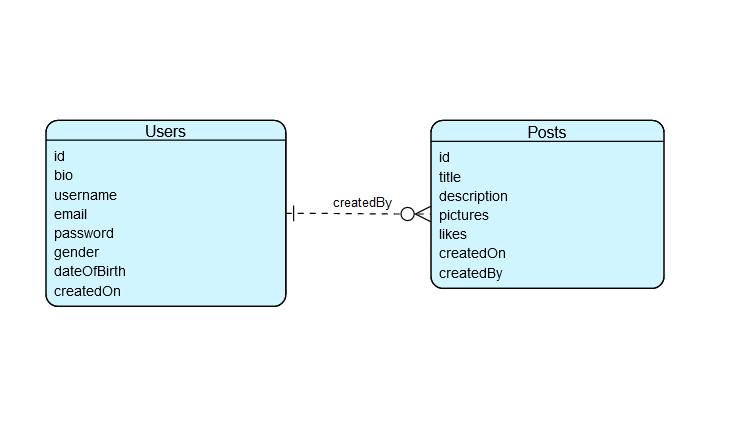 Users
id
bio
username
email
password
gender
dateOfBirth
createdOn
createdBy
Posts
id
title
description
pictures
likes
createdOn
createdBy